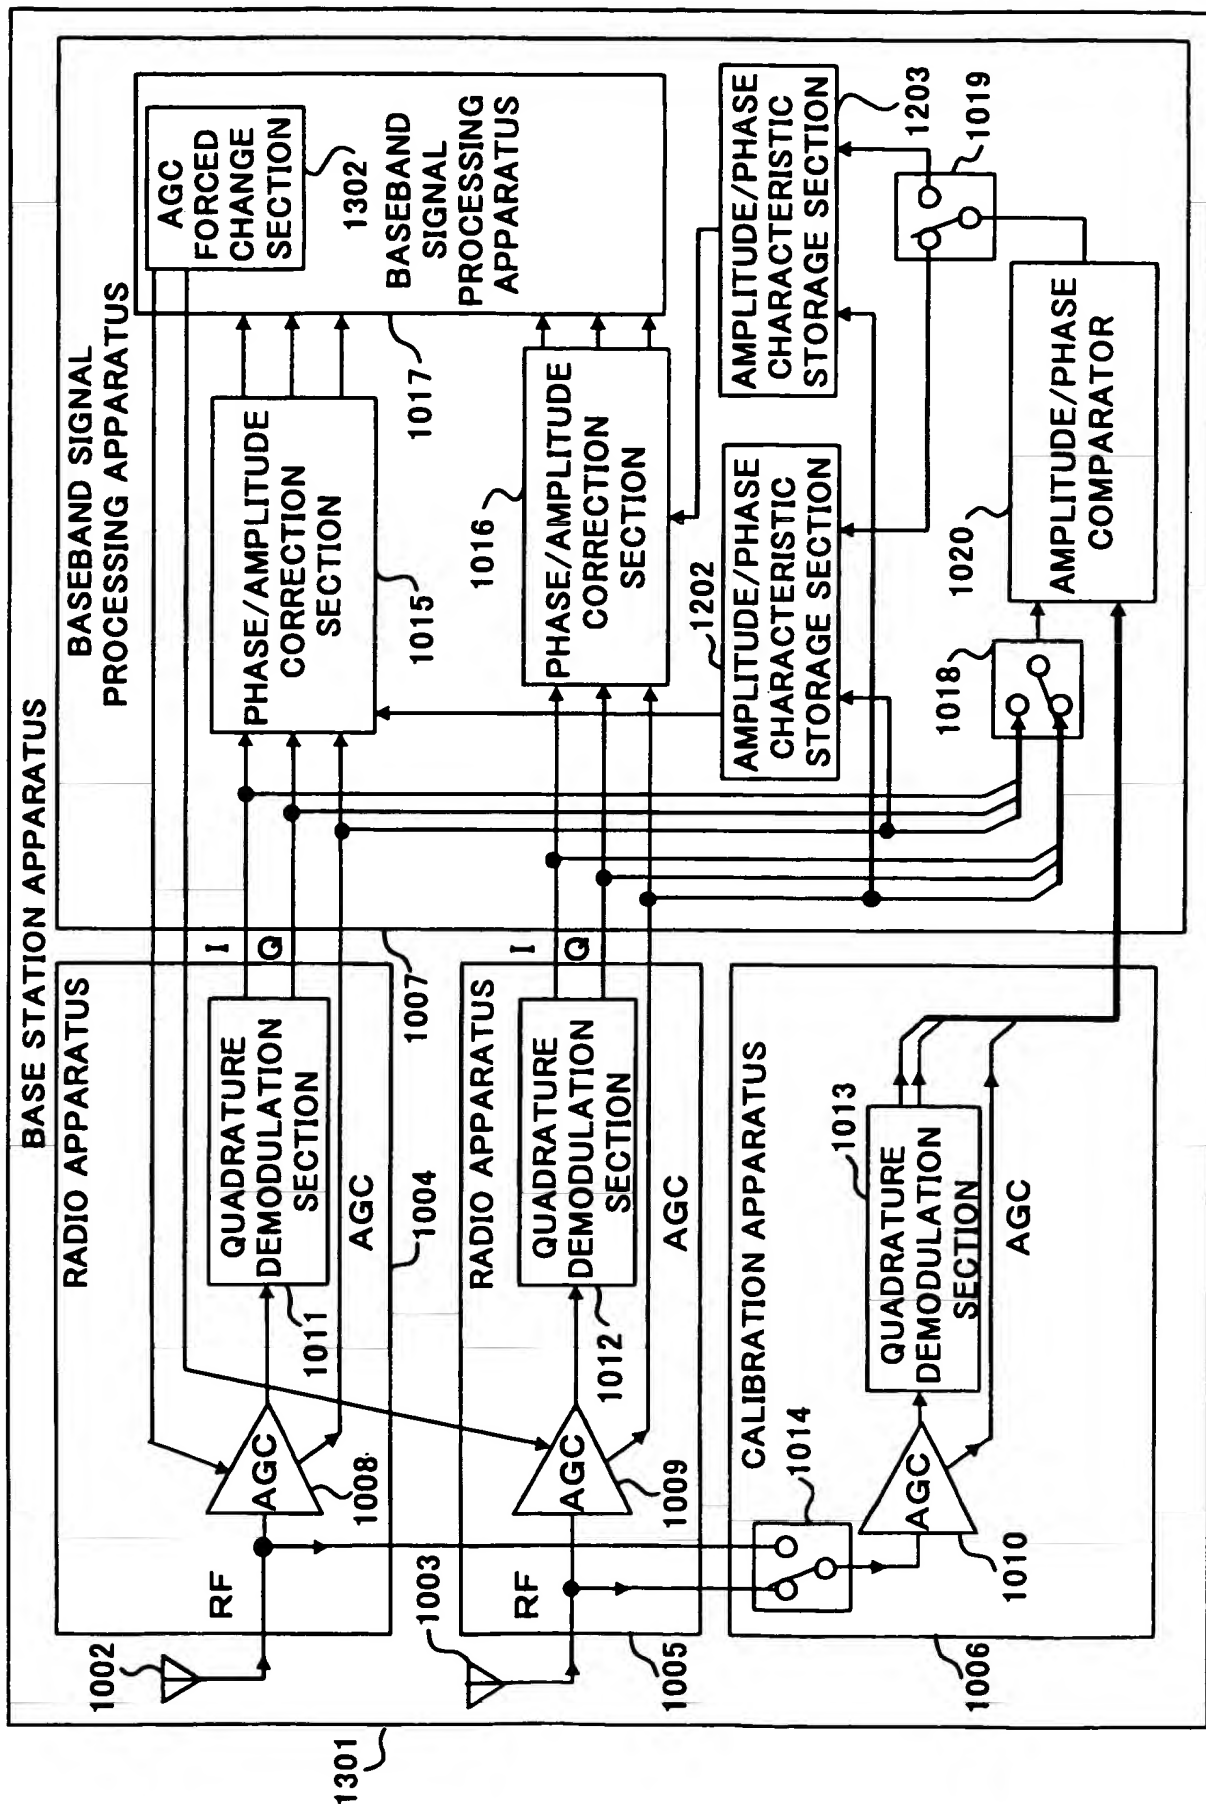 BASE STATION APPARATUS
1301
BASEBAND SIGNAL
PROCESSING APPARATUS
RADIO APPARATUS
1002
RF
AGC
1008
QUADRATURE
DEMODULATION
SECTION
1011
AGC
1004
I
Q
1007
PHASE/AMPLITUDE
CORRECTION
SECTION
1015
AGC
FORCED
CHANGE
SECTION
1302
BASEBAND
SIGNAL
PROCESSING
APPARATUS
1017
RADIO APPARATUS
1003
RF
AGC
1009
QUADRATURE
DEMODULATION
SECTION
1012
AGC
1005
I
Q
1016
PHASE/AMPLITUDE
CORRECTION
SECTION
1202
AMPLITUDE/PHASE
CHARACTERISTIC
STORAGE SECTION
AMPLITUDE/PHASE
CHARACTERISTIC
STORAGE SECTION
1203
CALIBRATION APPARATUS
1014
AGC
1010
1013
QUADRATURE
DEMODULATION
SECTION
AGC
1006
1018
1020
AMPLITUDE/PHASE
COMPARATOR
1019